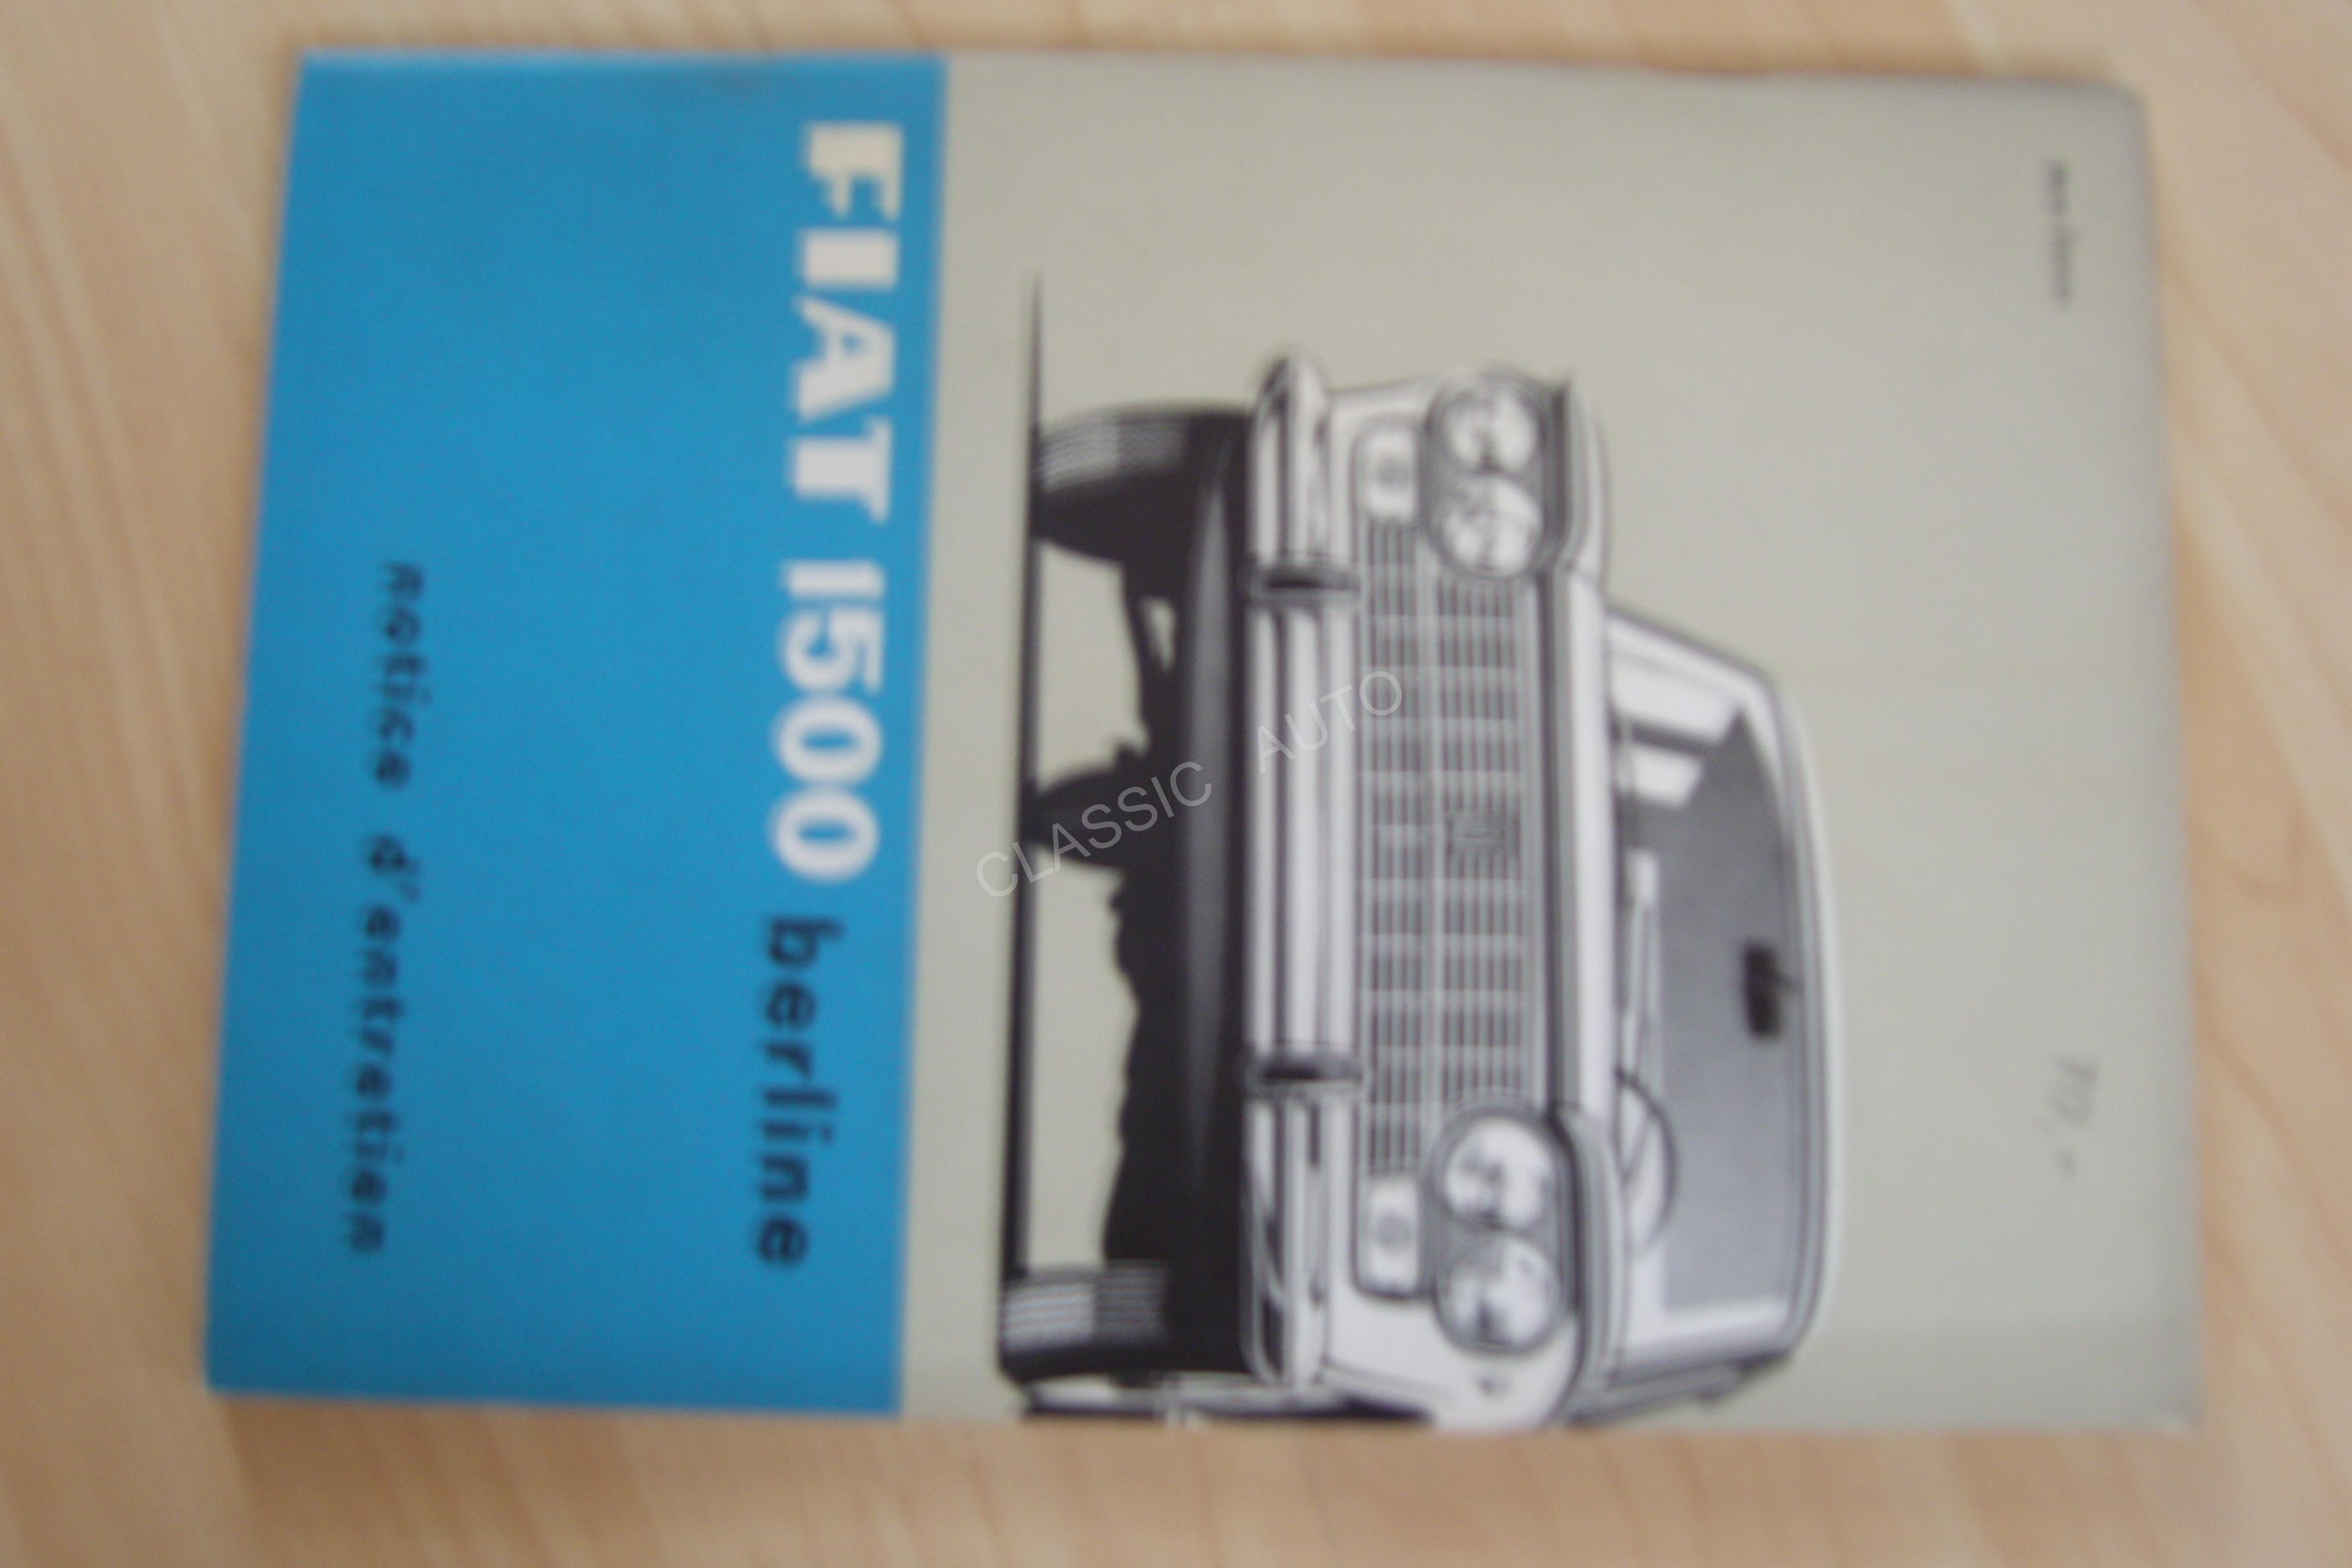 FIAT 1500 berline
notice d'entretien
CLASSIC AUTO